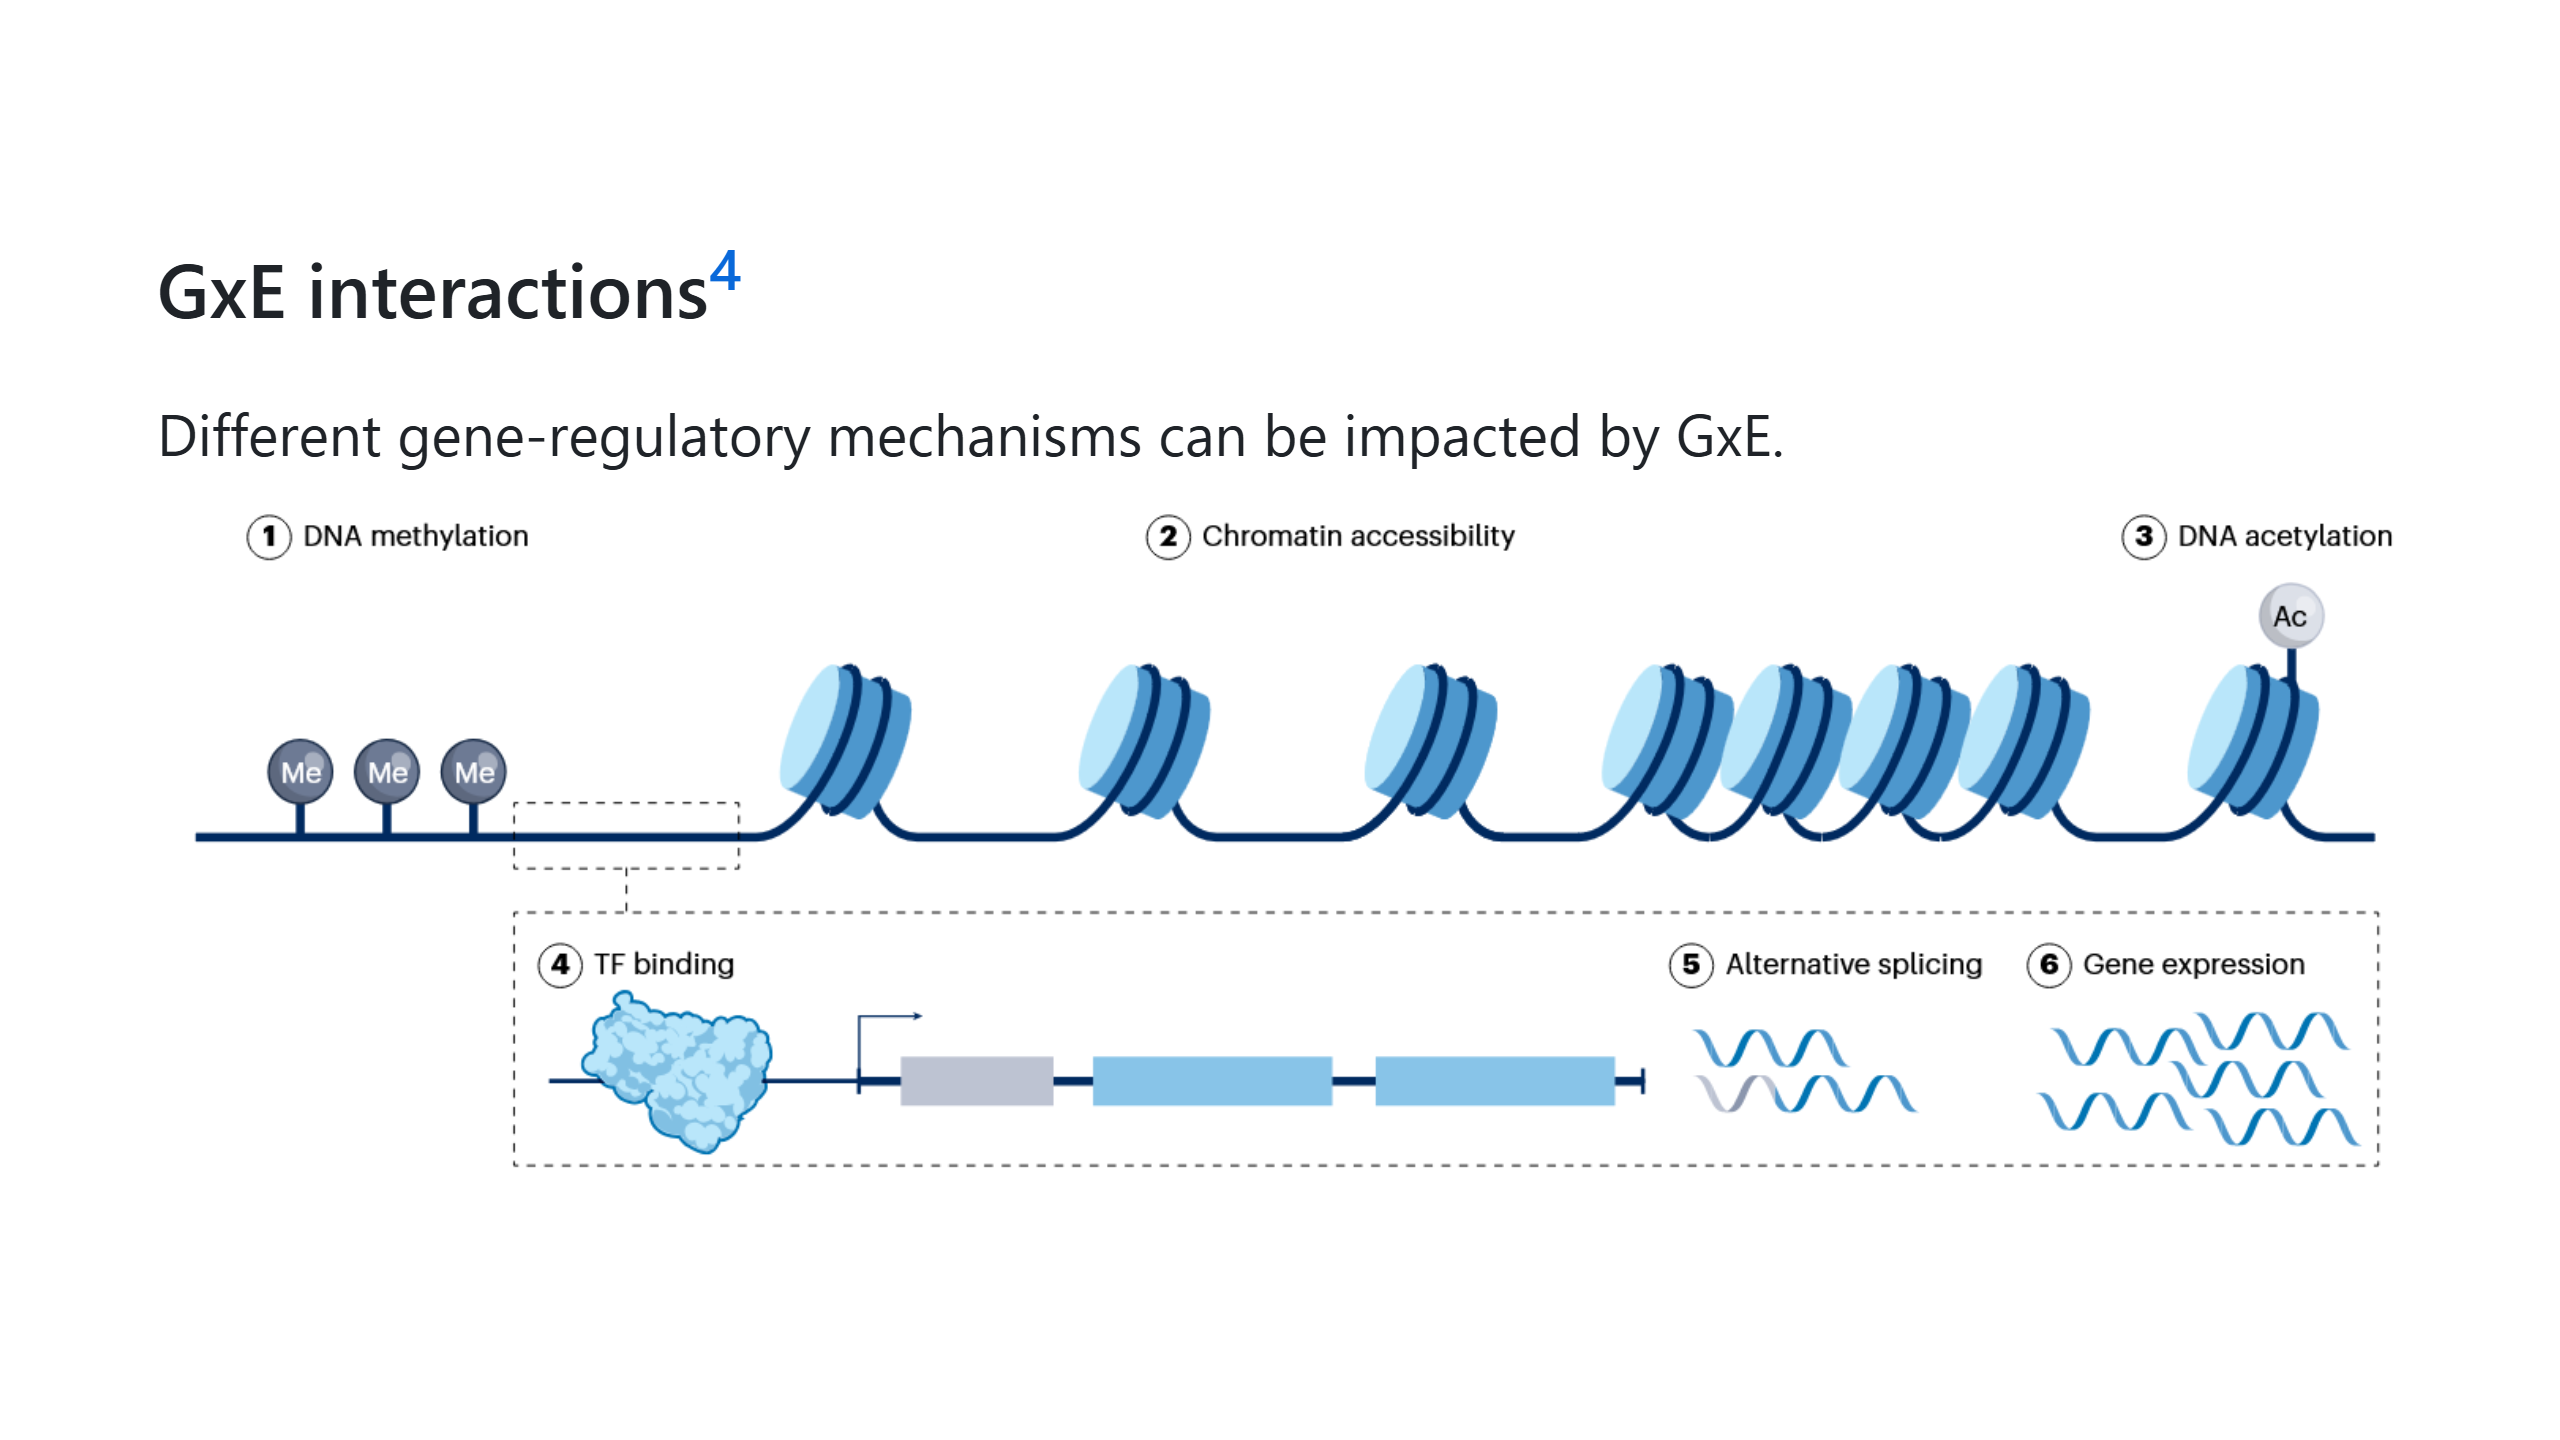 GxE interactions4
Different gene-regulatory mechanisms can be impacted by GxE.
1 DNA methylation
2 Chromatin accessibility
3 DNA acetylation
Ac
Me Me Me
4 TF binding
5 Alternative splicing
6 Gene expression